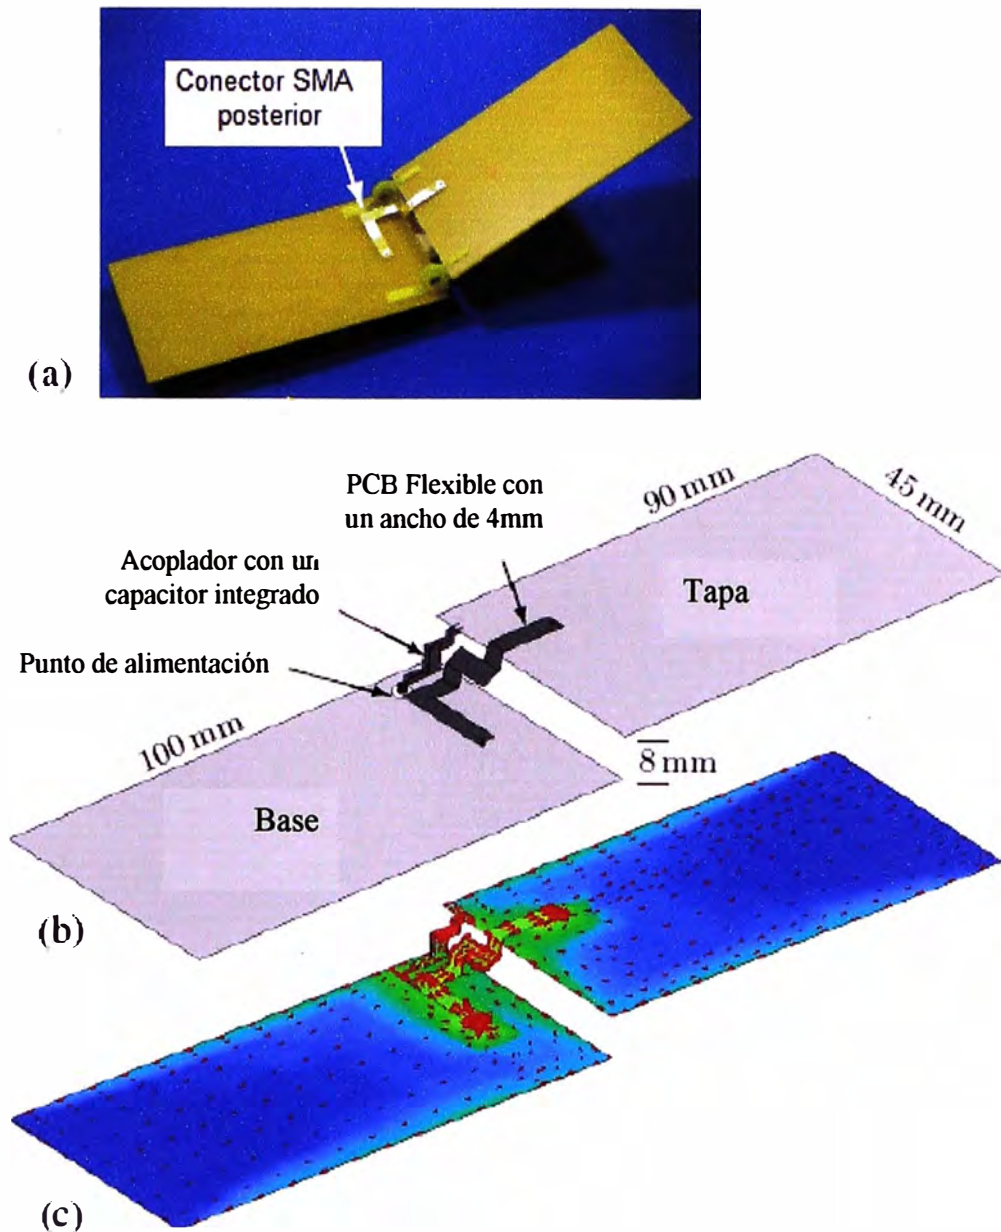 Conector SMA
posterior
(a)
PCB Flexible con
un ancho de 4mm
90 mm
45 mm
Acoplador con un
capacitor integrado
Tapa
Punto de alimentación
100 mm
8 mm
Base
(b)
(c)